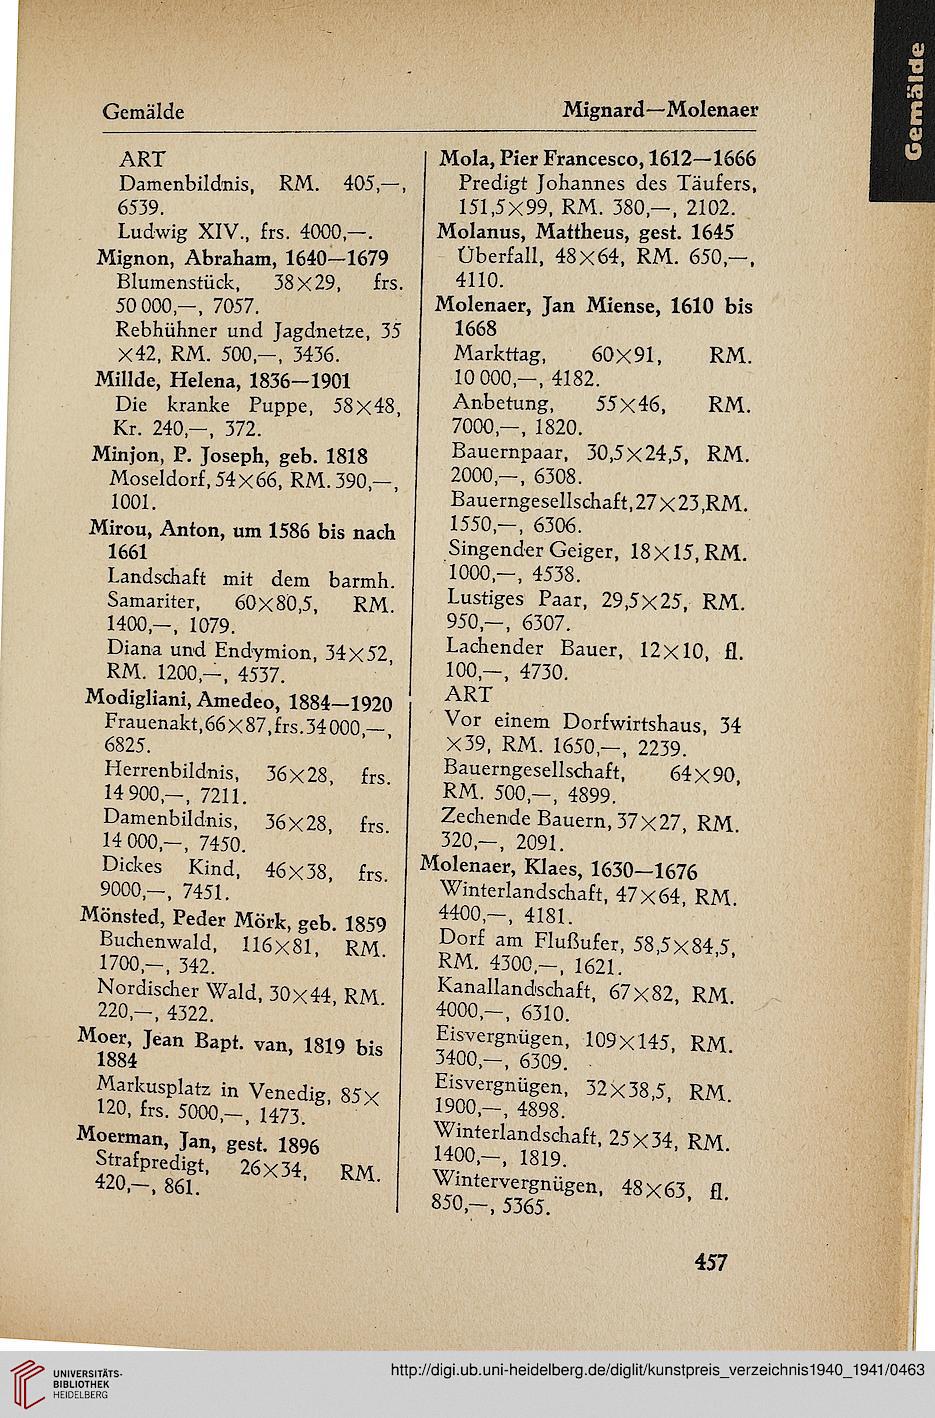 Gemälde
Mignard—Molenaer
Gemälde
ART
Damenbildnis, RM. 405,—,
6539.
Ludwig XIV., frs. 4000,—.
Mignon, Abraham, 1640—1679
Blumenstück, 38×29, frs.
50 000,—, 7057.
Rebhühner und Jagdnetze, 35
×42, RM. 500,—, 3436.
Millde, Helena, 1836—1901
Die kranke Puppe, 58×48,
Kr. 240,—, 372.
Minjon, P. Joseph, geb. 1818
Moseldorf, 54×66, RM. 390,—,
1001.
Mirou, Anton, um 1586 bis nach
1661
Landschaft mit dem barmh.
Samariter, 60×80,5, RM.
1400,—, 1079.
Diana und Endymion, 34×52,
RM. 1200,—, 4537.
Modigliani, Amedeo, 1884—1920
Frauenakt, 66×87, frs. 34 000,—,
6825.
Herrenbildnis, 36×28, frs.
14 900,—, 7211.
Damenbildnis, 36×28, frs.
14 000,—, 7450.
Dickes Kind, 46×38, frs.
9000,—, 7451.
Mönsted, Peder Mörk, geb. 1859
Buchenwald, 116×81, RM.
1700,—, 342.
Nordischer Wald, 30×44, RM.
220,—, 4322.
Moer, Jean Bapt. van, 1819 bis
1884
Markusplatz in Venedig, 85×
120, frs. 5000,—, 1473.
Moerman, Jan, gest. 1896
Strafpredigt, 26×34, RM.
420,—, 861.
Mola, Pier Francesco, 1612—1666
Predigt Johannes des Täufers,
151,5×99, RM. 380,—, 2102.
Molanus, Mattheus, gest. 1645
Überfall, 48×64, RM. 650,—,
4110.
Molenaer, Jan Miense, 1610 bis
1668
Markttag, 60×91, RM.
10 000,—, 4182.
Anbetung, 55×46, RM.
7000,—, 1820.
Bauernpaar, 30,5×24,5, RM.
2000,—, 6308.
Bauerngesellschaft, 27×23, RM.
1550,—, 6306.
Singender Geiger, 18×15, RM.
1000,—, 4538.
Lustiges Paar, 29,5×25, RM.
950,—, 6307.
Lachender Bauer, 12×10, fl.
100,—, 4730.
ART
Vor einem Dorfwirtshaus, 34
×39, RM. 1650,—, 2239.
Bauerngesellschaft, 64×90,
RM. 500,—, 4899.
Zechende Bauern, 37×27, RM.
320,—, 2091.
Molenaer, Klaes, 1630—1676
Winterlandschaft, 47×64, RM.
4400,—, 4181.
Dorf am Flußufer, 58,5×84,5,
RM. 4300,—, 1621.
Kanallandschaft, 67×82, RM.
4000,—, 6310.
Eisvergnügen, 109×145, RM.
3400,—, 6309.
Eisvergnügen, 32×38,5, RM.
1900,—, 4898.
Winterlandschaft, 25×34, RM.
1400,—, 1819.
Wintervergnügen, 48×63, fl.
850,—, 5365.
457
UNIVERSITÄTS-
BIBLIOTHEK
HEIDELBERG
http://digi.ub.uni-heidelberg.de/diglit/kunstpreis_verzeichnis1940_1941/0463